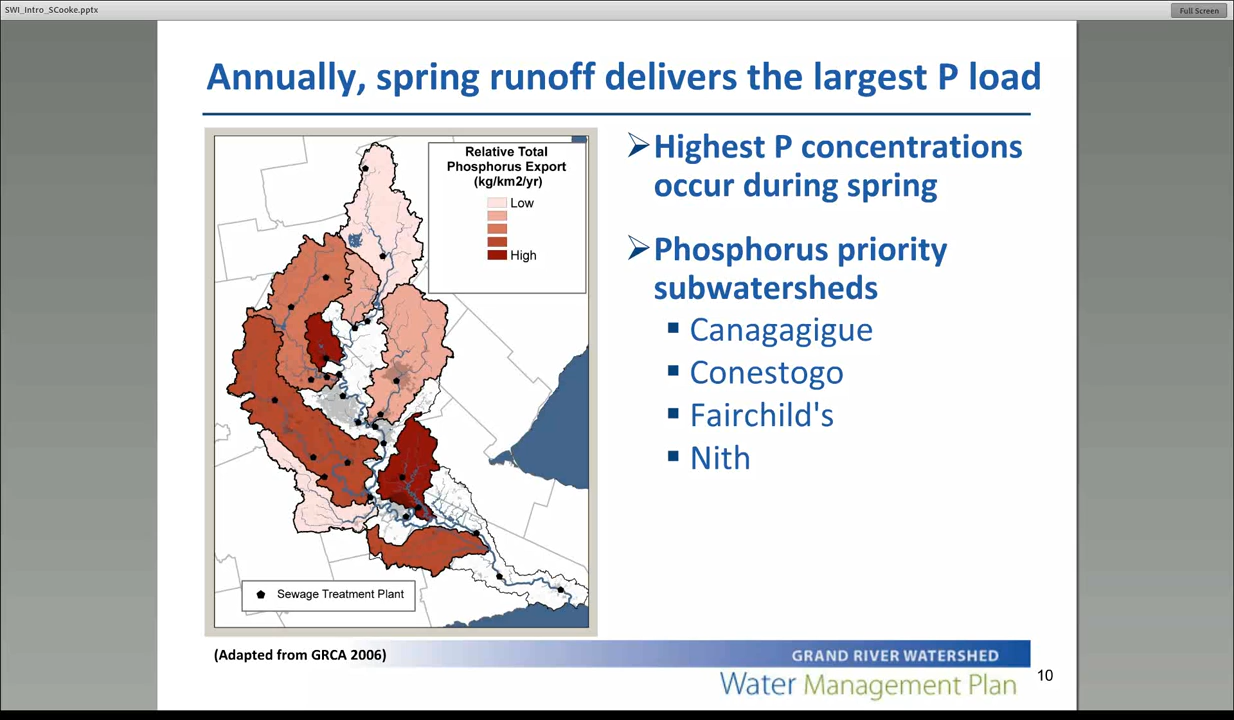 SWI_Intro_SCooke.pptx
Full Screen
Annually, spring runoff delivers the largest P load
Relative Total
Phosphorus Export
(kg/km2/yr)
Low
High
Sewage Treatment Plant
(Adapted from GRCA 2006)
Highest P concentrations
occur during spring
Phosphorus priority
subwatersheds
Canagagigue
Conestogo
Fairchild's
Nith
GRAND RIVER WATERSHED
Water Management Plan
10